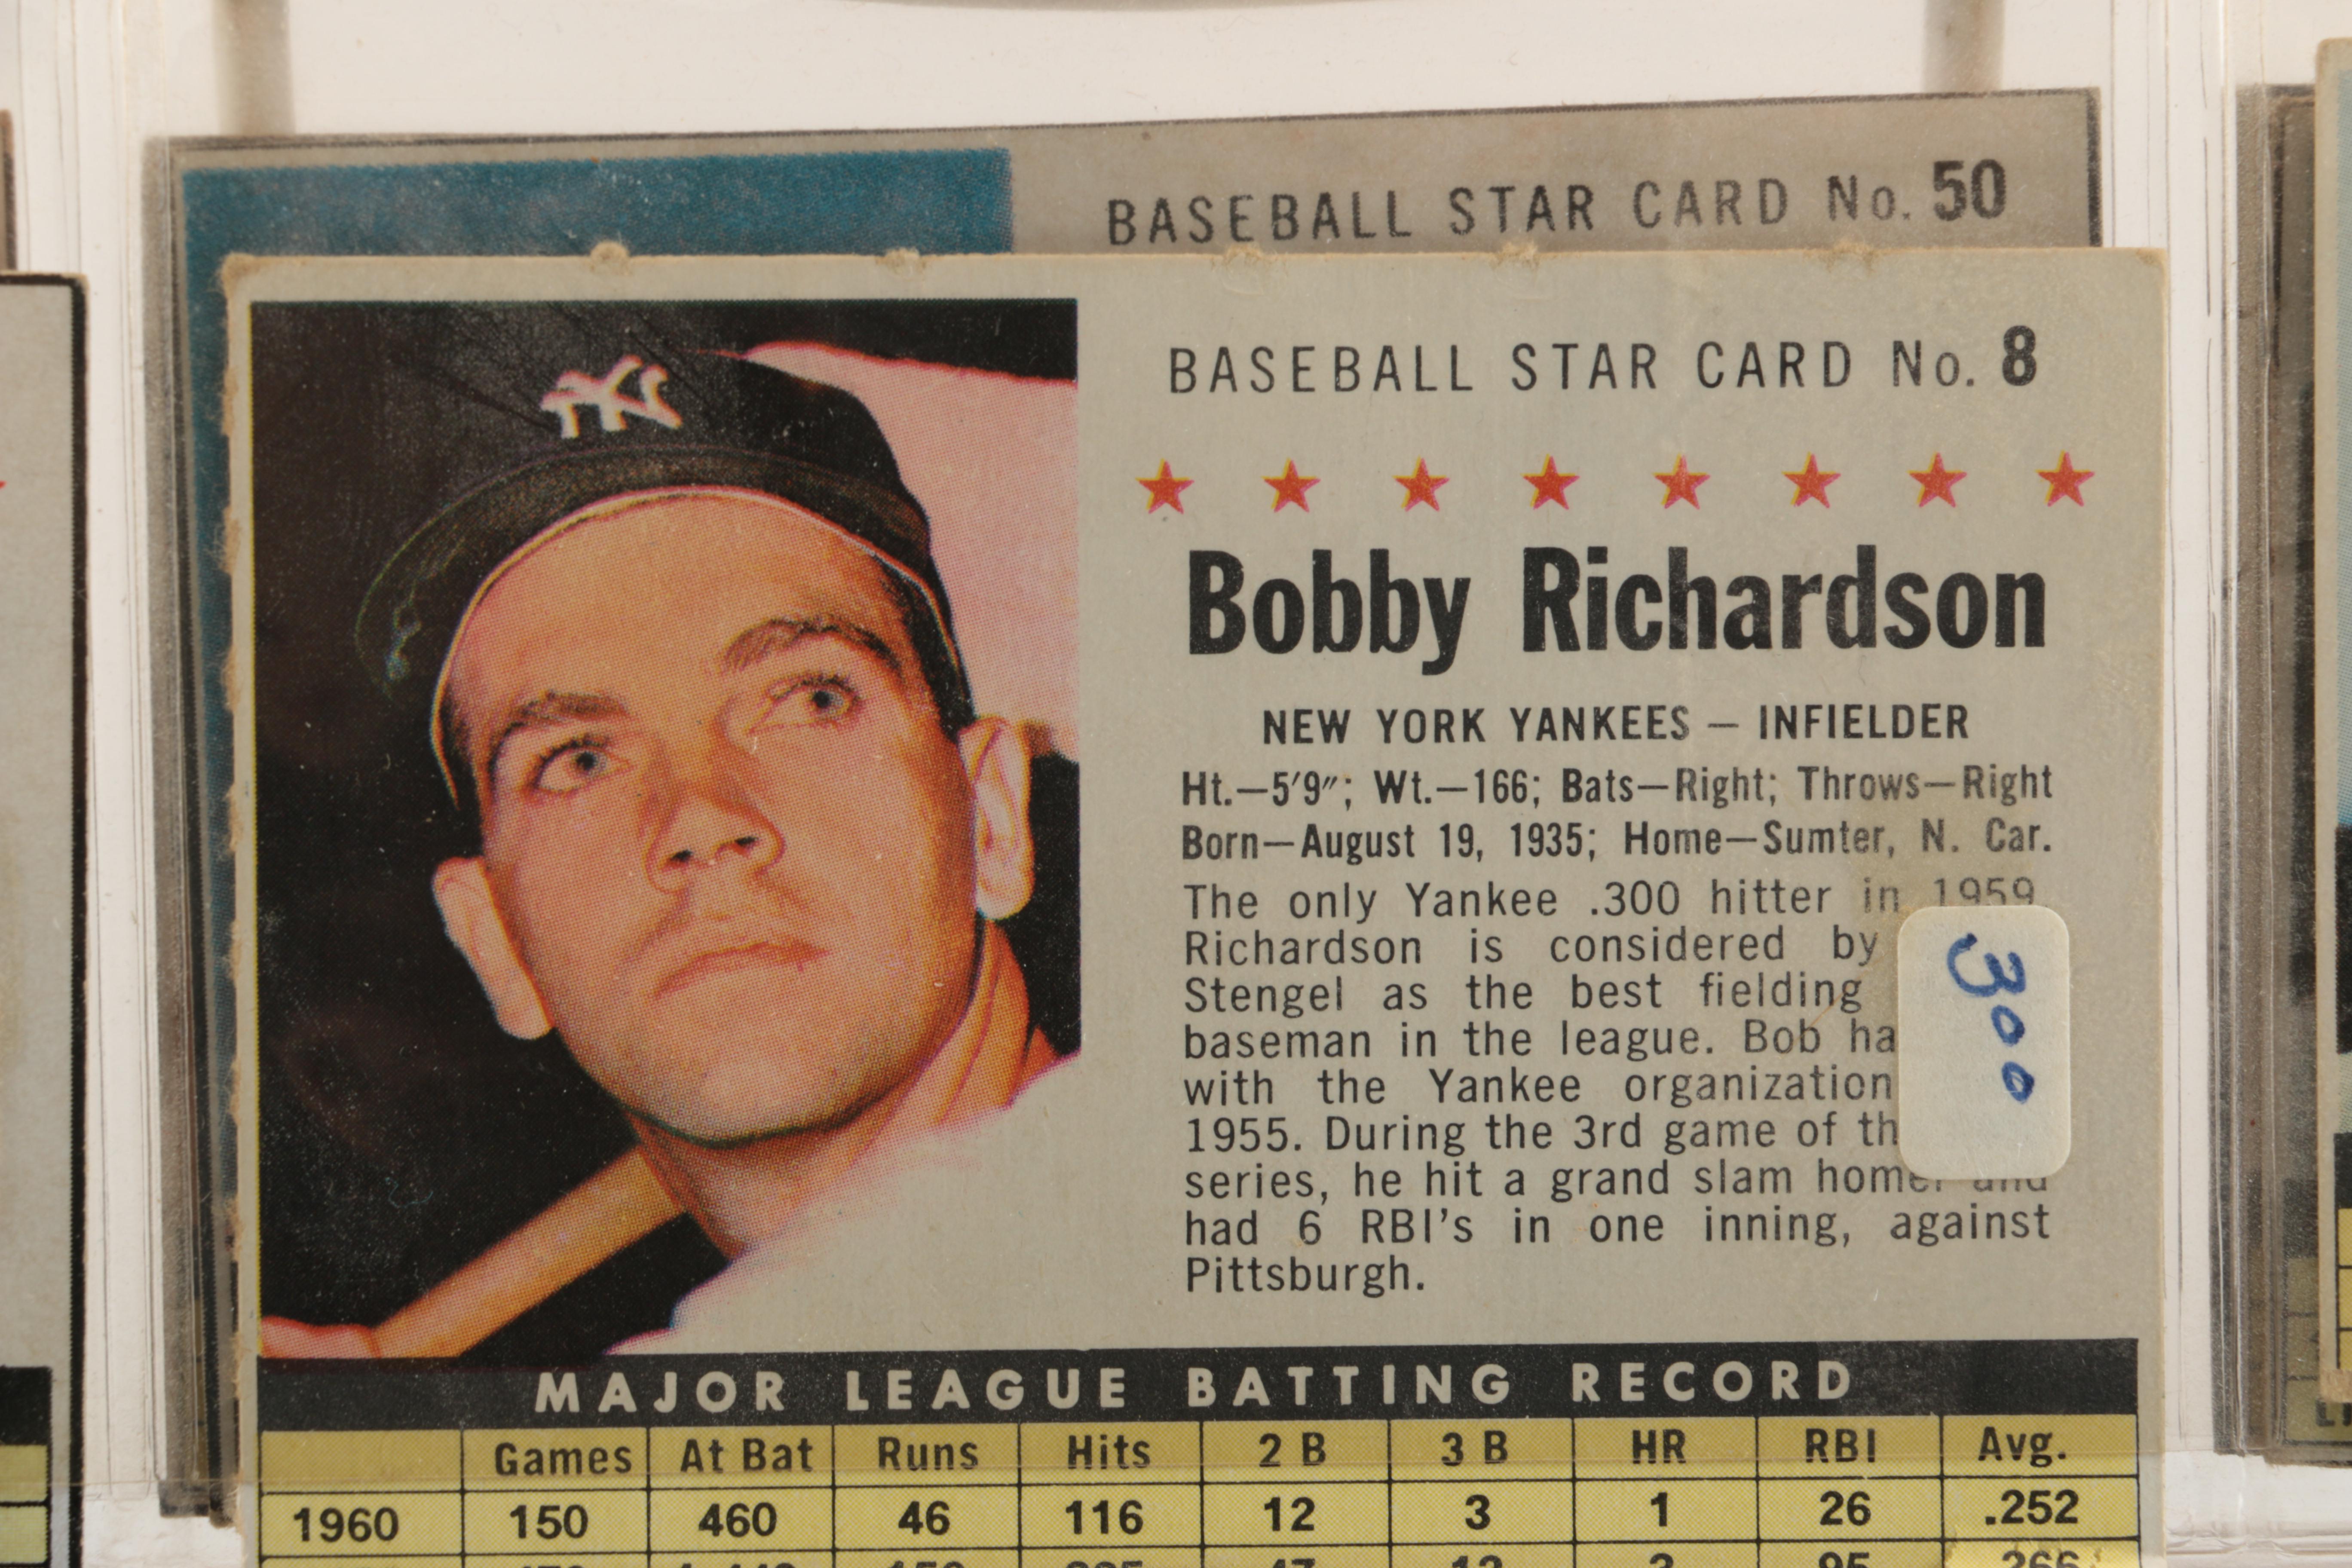 BASEBALL STAR CARD No. 50
BASEBALL STAR CARD No. 8
NY
Bobby Richardson
NEW YORK YANKEES – INFIELDER
Ht.—5′9″; Wt.—166; Bats—Right; Throws—Right
Born—August 19, 1935; Home—Sumter, N. Car.
The only Yankee .300 hitter in 1959
Richardson is considered by
Stengel as the best fielding
baseman in the league. Bob ha
with the Yankee organization
1955. During the 3rd game of th
series, he hit a grand slam homer and
had 6 RBI's in one inning, against
Pittsburgh.
300
MAJOR LEAGUE BATTING RECORD
Games At Bat Runs Hits 2 B 3 B HR RBI Avg.
1960 150 460 46 116 12 3 1 26 .252